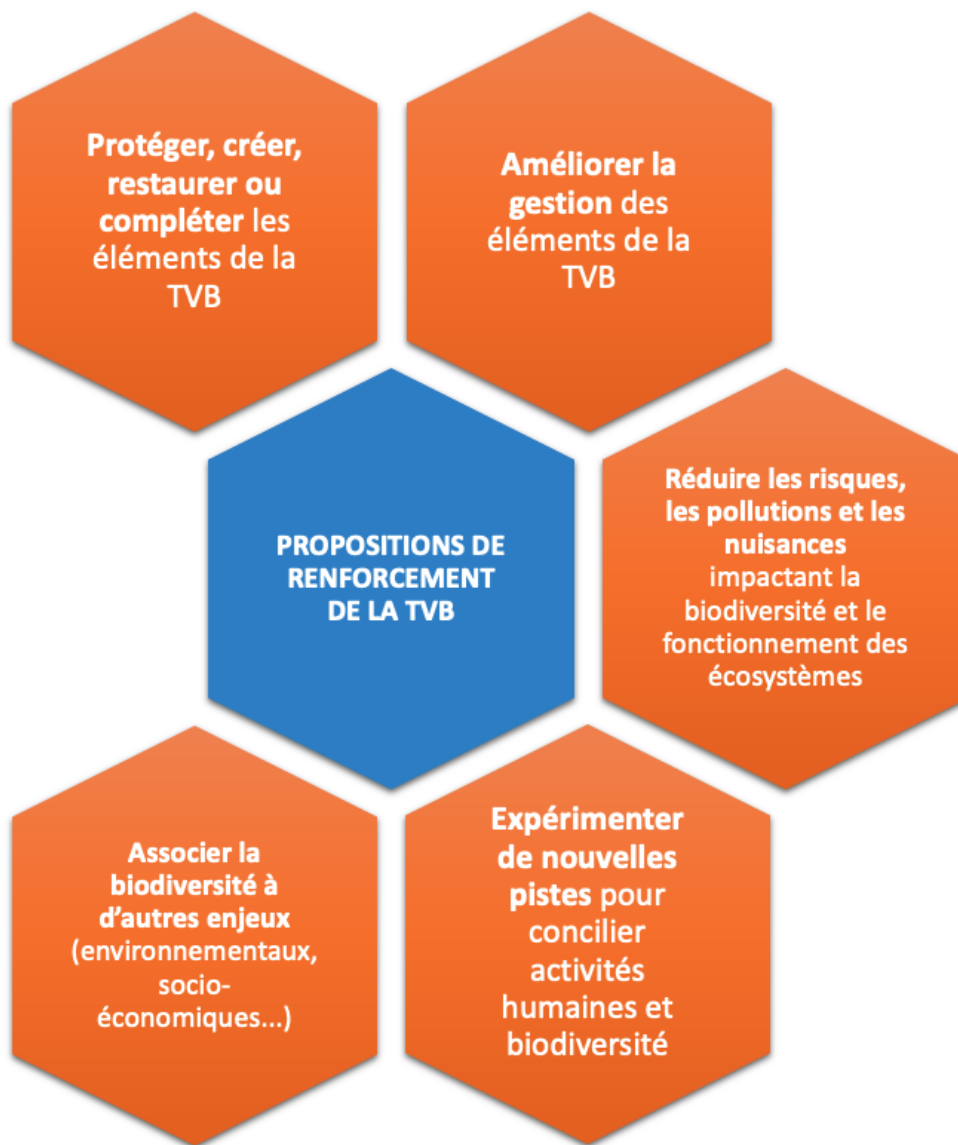 Protéger, créer,
restaurer ou
compléter les
éléments de la
TVB
Améliorer la
gestion des
éléments de la
TVB
PROPOSITIONS DE
RENFORCEMENT
DE LA TVB
Réduire les risques,
les pollutions et les
nuisances
impactant la
biodiversité et le
fonctionnement des
écosystèmes
Associer la
biodiversité à
d’autres enjeux
(environnementaux,
socio-
économiques...)
Expérimenter
de nouvelles
pistes pour
concilier
activités
humaines et
biodiversité